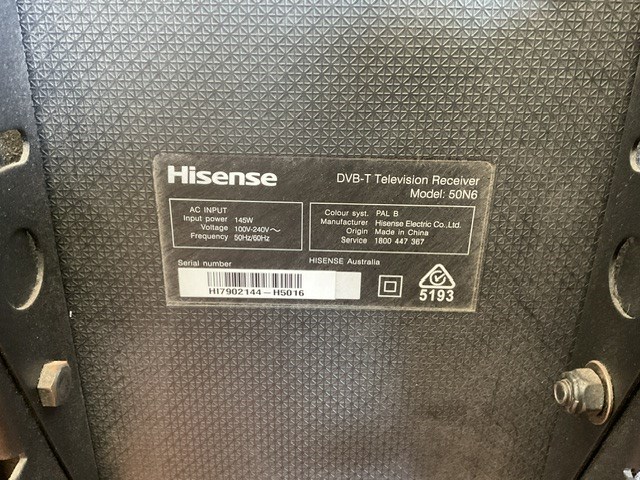 Hisense
DVB-T Television Receiver
Model: 50N6
AC INPUT
Input power 145W
Voltage 100V-240V~
Frequency 50Hz/60Hz
Colour syst. PAL B
Manufacturer Hisense Electric Co.,Ltd.
Origin Made in China
Service 1800 447 367
Serial number
HISENSE Australia
HI7902144-H5016
5193